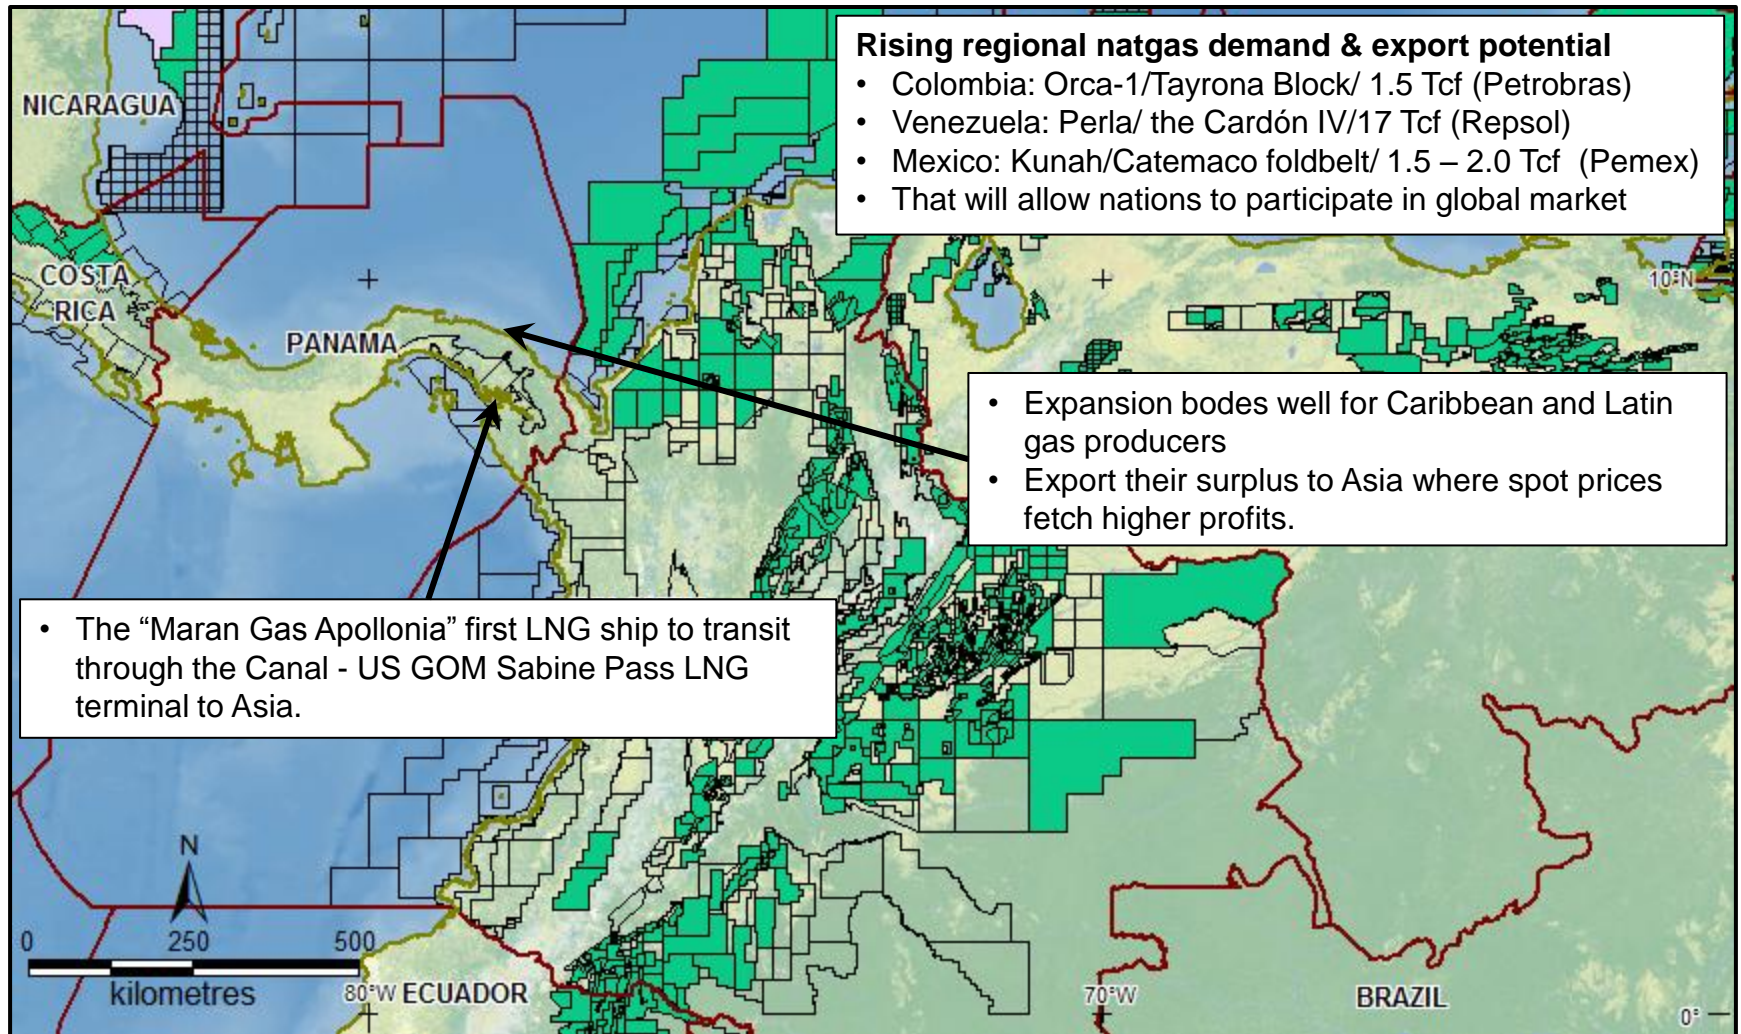 Rising regional natgas demand & export potential
• Colombia: Orca-1/Tayrona Block/ 1.5 Tcf (Petrobras)
• Venezuela: Perla/ the Cardón IV/17 Tcf (Repsol)
• Mexico: Kunah/Catemaco foldbelt/ 1.5 – 2.0 Tcf (Pemex)
• That will allow nations to participate in global market
NICARAGUA
COSTA
RICA
10°N
PANAMA
• Expansion bodes well for Caribbean and Latin
gas producers
• Export their surplus to Asia where spot prices
fetch higher profits.
• The “Maran Gas Apollonia” first LNG ship to transit
through the Canal - US GOM Sabine Pass LNG
terminal to Asia.
N
0 250 500
kilometres
80°W ECUADOR
70°W
BRAZIL
0°